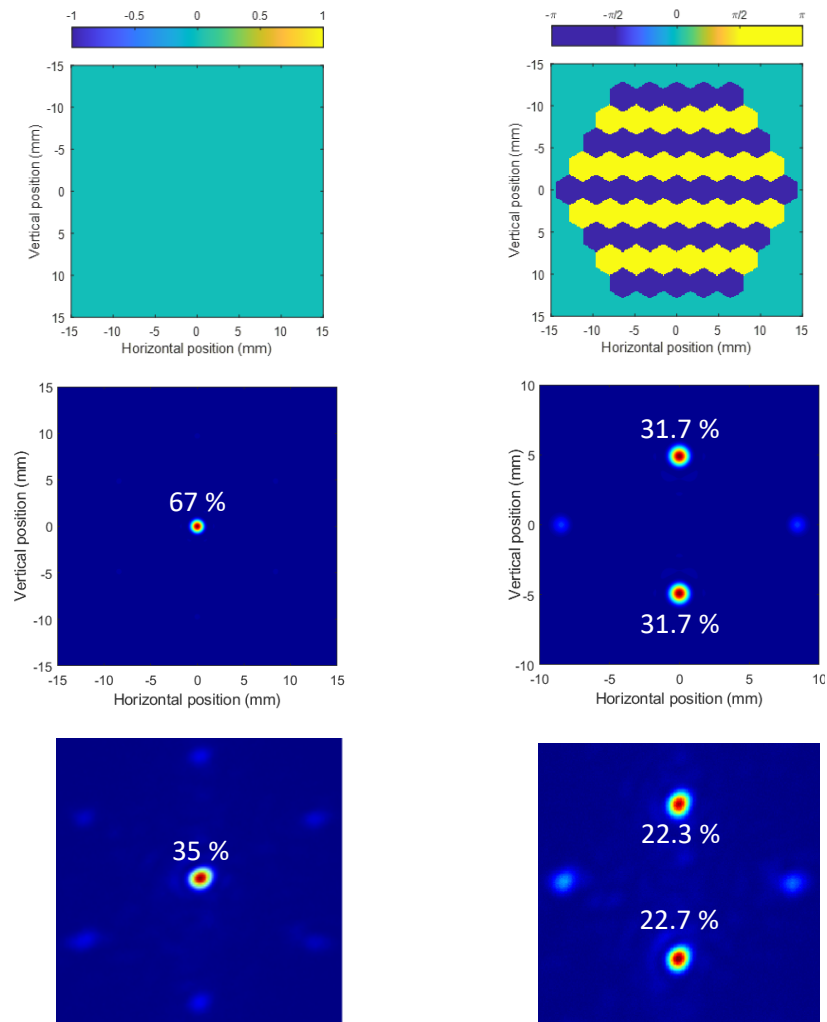 -1 -0.5 0 0.5 1
-π -π/2 0 π/2 π
-15
-10
-5
0
5
10
15
Vertical position (mm)
-15 -10 -5 0 5 10 15
Horizontal position (mm)
-15
-10
-5
0
5
10
15
Vertical position (mm)
-15 -10 -5 0 5 10 15
Horizontal position (mm)
15
10
5
0
-5
-10
-15
Vertical position (mm)
67 %
-15 -10 -5 0 5 10 15
Horizontal position (mm)
10
5
0
-5
-10
Vertical position (mm)
31.7 %
31.7 %
-10 -5 0 5 10
Horizontal position (mm)
35 %
22.3 %
22.7 %